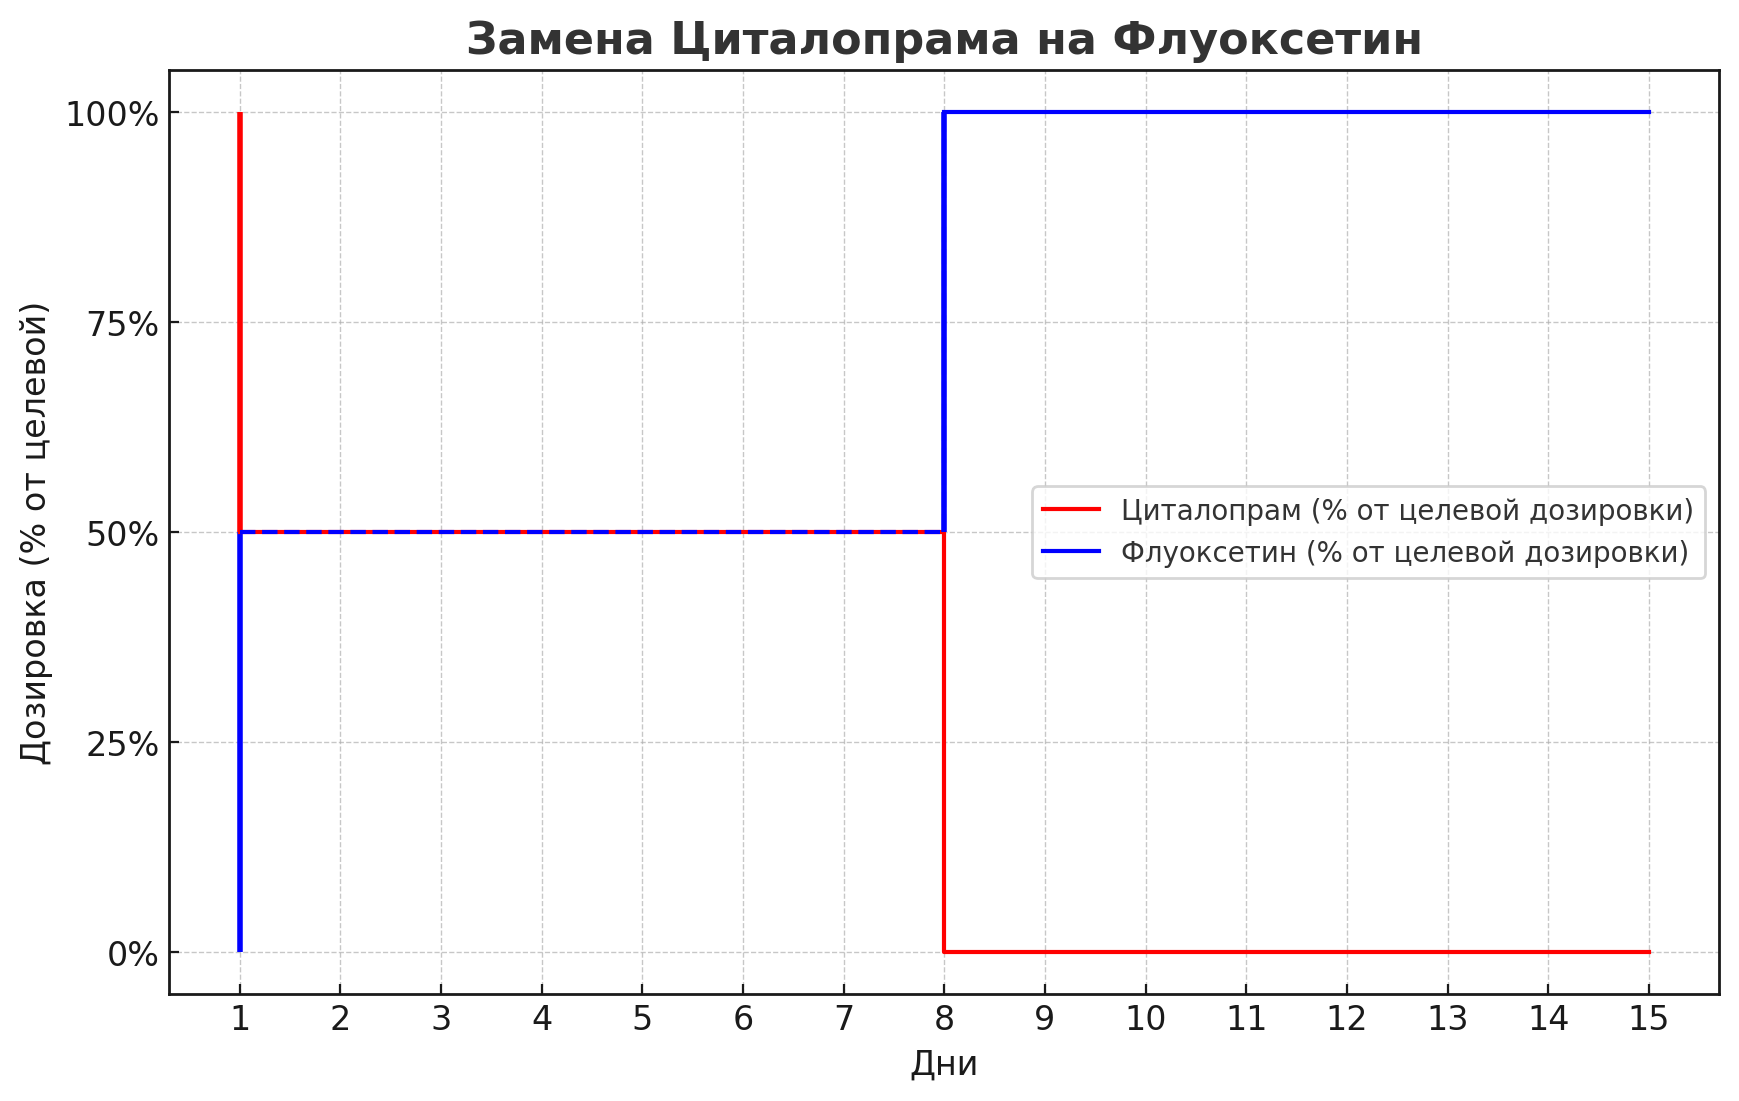 Замена Циталопрама на Флуоксетин
Дозировка (% от целевой)
100%
75%
50%
25%
0%
Циталопрам (% от целевой дозировки)
Флуоксетин (% от целевой дозировки)
1 2 3 4 5 6 7 8 9 10 11 12 13 14 15
Дни